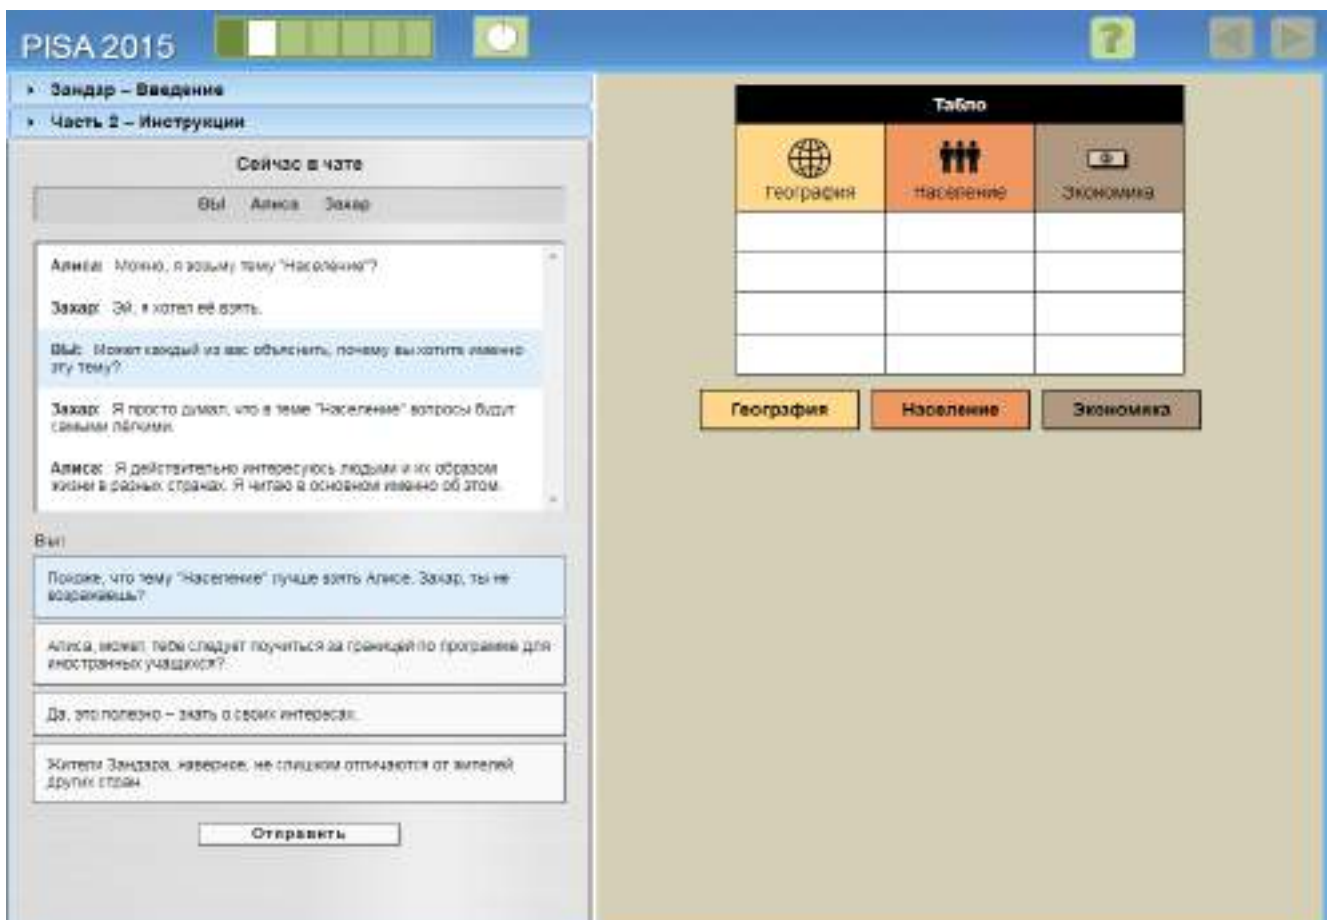 PISA 2015
?
Зандар – Введение
Часть 2 – Инструкции
Сейчас в чате
ВЫ Алиса Захар
Алиса: Можно, я возьму тему "Население"?
Захар: Эй, я хотел её взять.
ВЫ: Может каждый из вас объяснить, почему вы хотите именно
эту тему?
Захар: Я просто думал, что в теме "Население" вопросы будут
самыми лёгкими.
Алиса: Я действительно интересуюсь людьми и их образом
жизни в разных странах. Я читаю в основном именно об этом.
Вы:
Похоже, что тему "Население" лучше взять Алисе. Захар, ты не
возражаешь?
Алиса, может, тебе следует поучиться за границей по программе для
иностранных учащихся?
Да, это полезно – знать о своих интересах.
Жители Зандара, наверное, не слишком отличаются от жителей
других стран.
Отправить
Табло
География Население Экономика
География Население Экономика